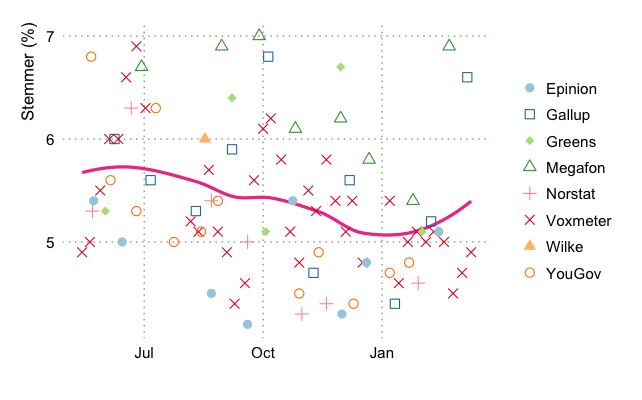 Stemmer (%)
7
6
5
Jul
Oct
Jan
Epinion
Gallup
Greens
Megafon
Norstat
Voxmeter
Wilke
YouGov